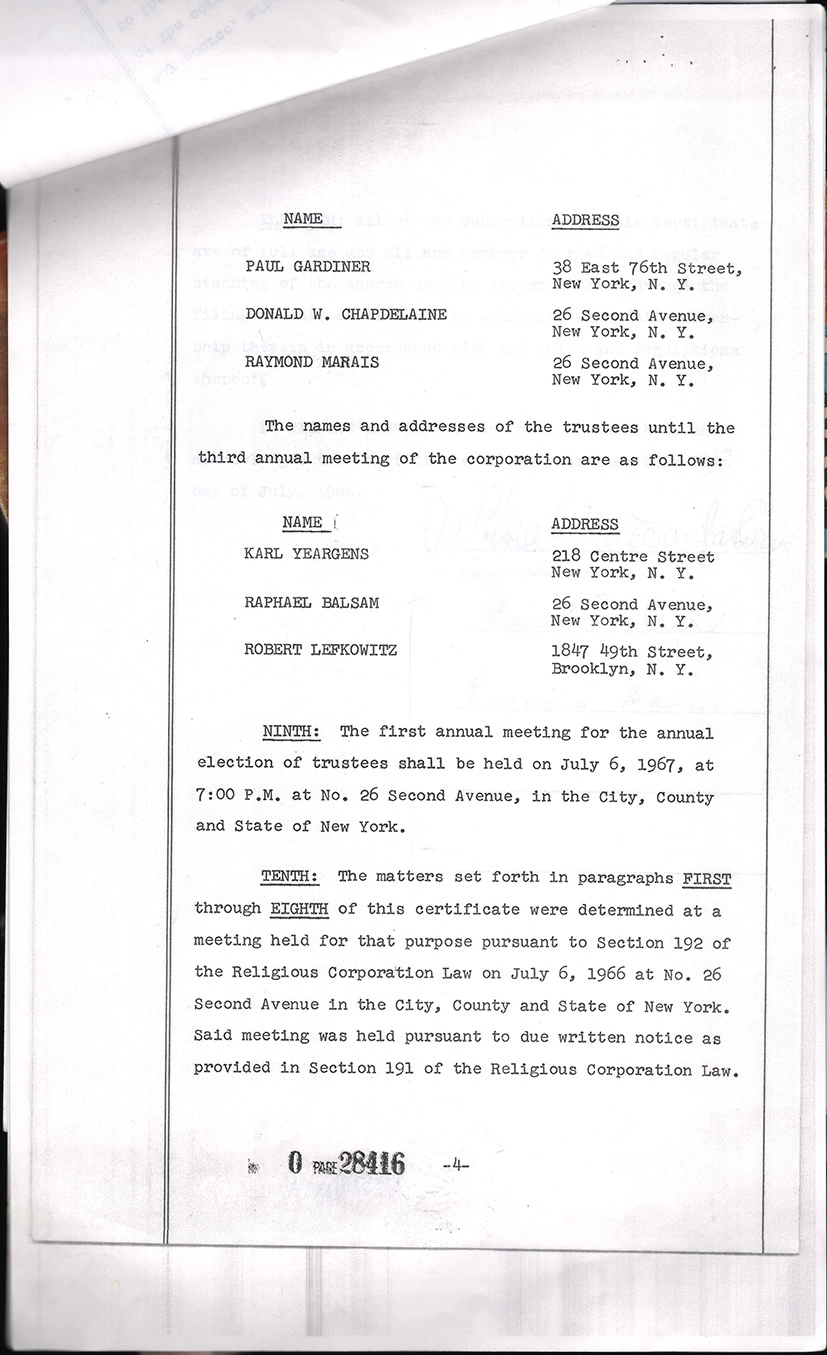 NAME ADDRESS
PAUL GARDINER 38 East 76th Street,
New York, N. Y.
DONALD W. CHAPDELAINE 26 Second Avenue,
New York, N. Y.
RAYMOND MARAIS 26 Second Avenue,
New York, N. Y.
The names and addresses of the trustees until the
third annual meeting of the corporation are as follows:
NAME ADDRESS
KARL YEARGENS 218 Centre Street
New York, N. Y.
RAPHAEL BALSAM 26 Second Avenue,
New York, N. Y.
ROBERT LEFKOWITZ 1847 49th Street,
Brooklyn, N. Y.
NINTH: The first annual meeting for the annual
election of trustees shall be held on July 6, 1967, at
7:00 P.M. at No. 26 Second Avenue, in the City, County
and State of New York.
TENTH: The matters set forth in paragraphs FIRST
through EIGHTH of this certificate were determined at a
meeting held for that purpose pursuant to Section 192 of
the Religious Corporation Law on July 6, 1966 at No. 26
Second Avenue in the City, County and State of New York.
Said meeting was held pursuant to due written notice as
provided in Section 191 of the Religious Corporation Law.
0 PAGE 28416 -4-